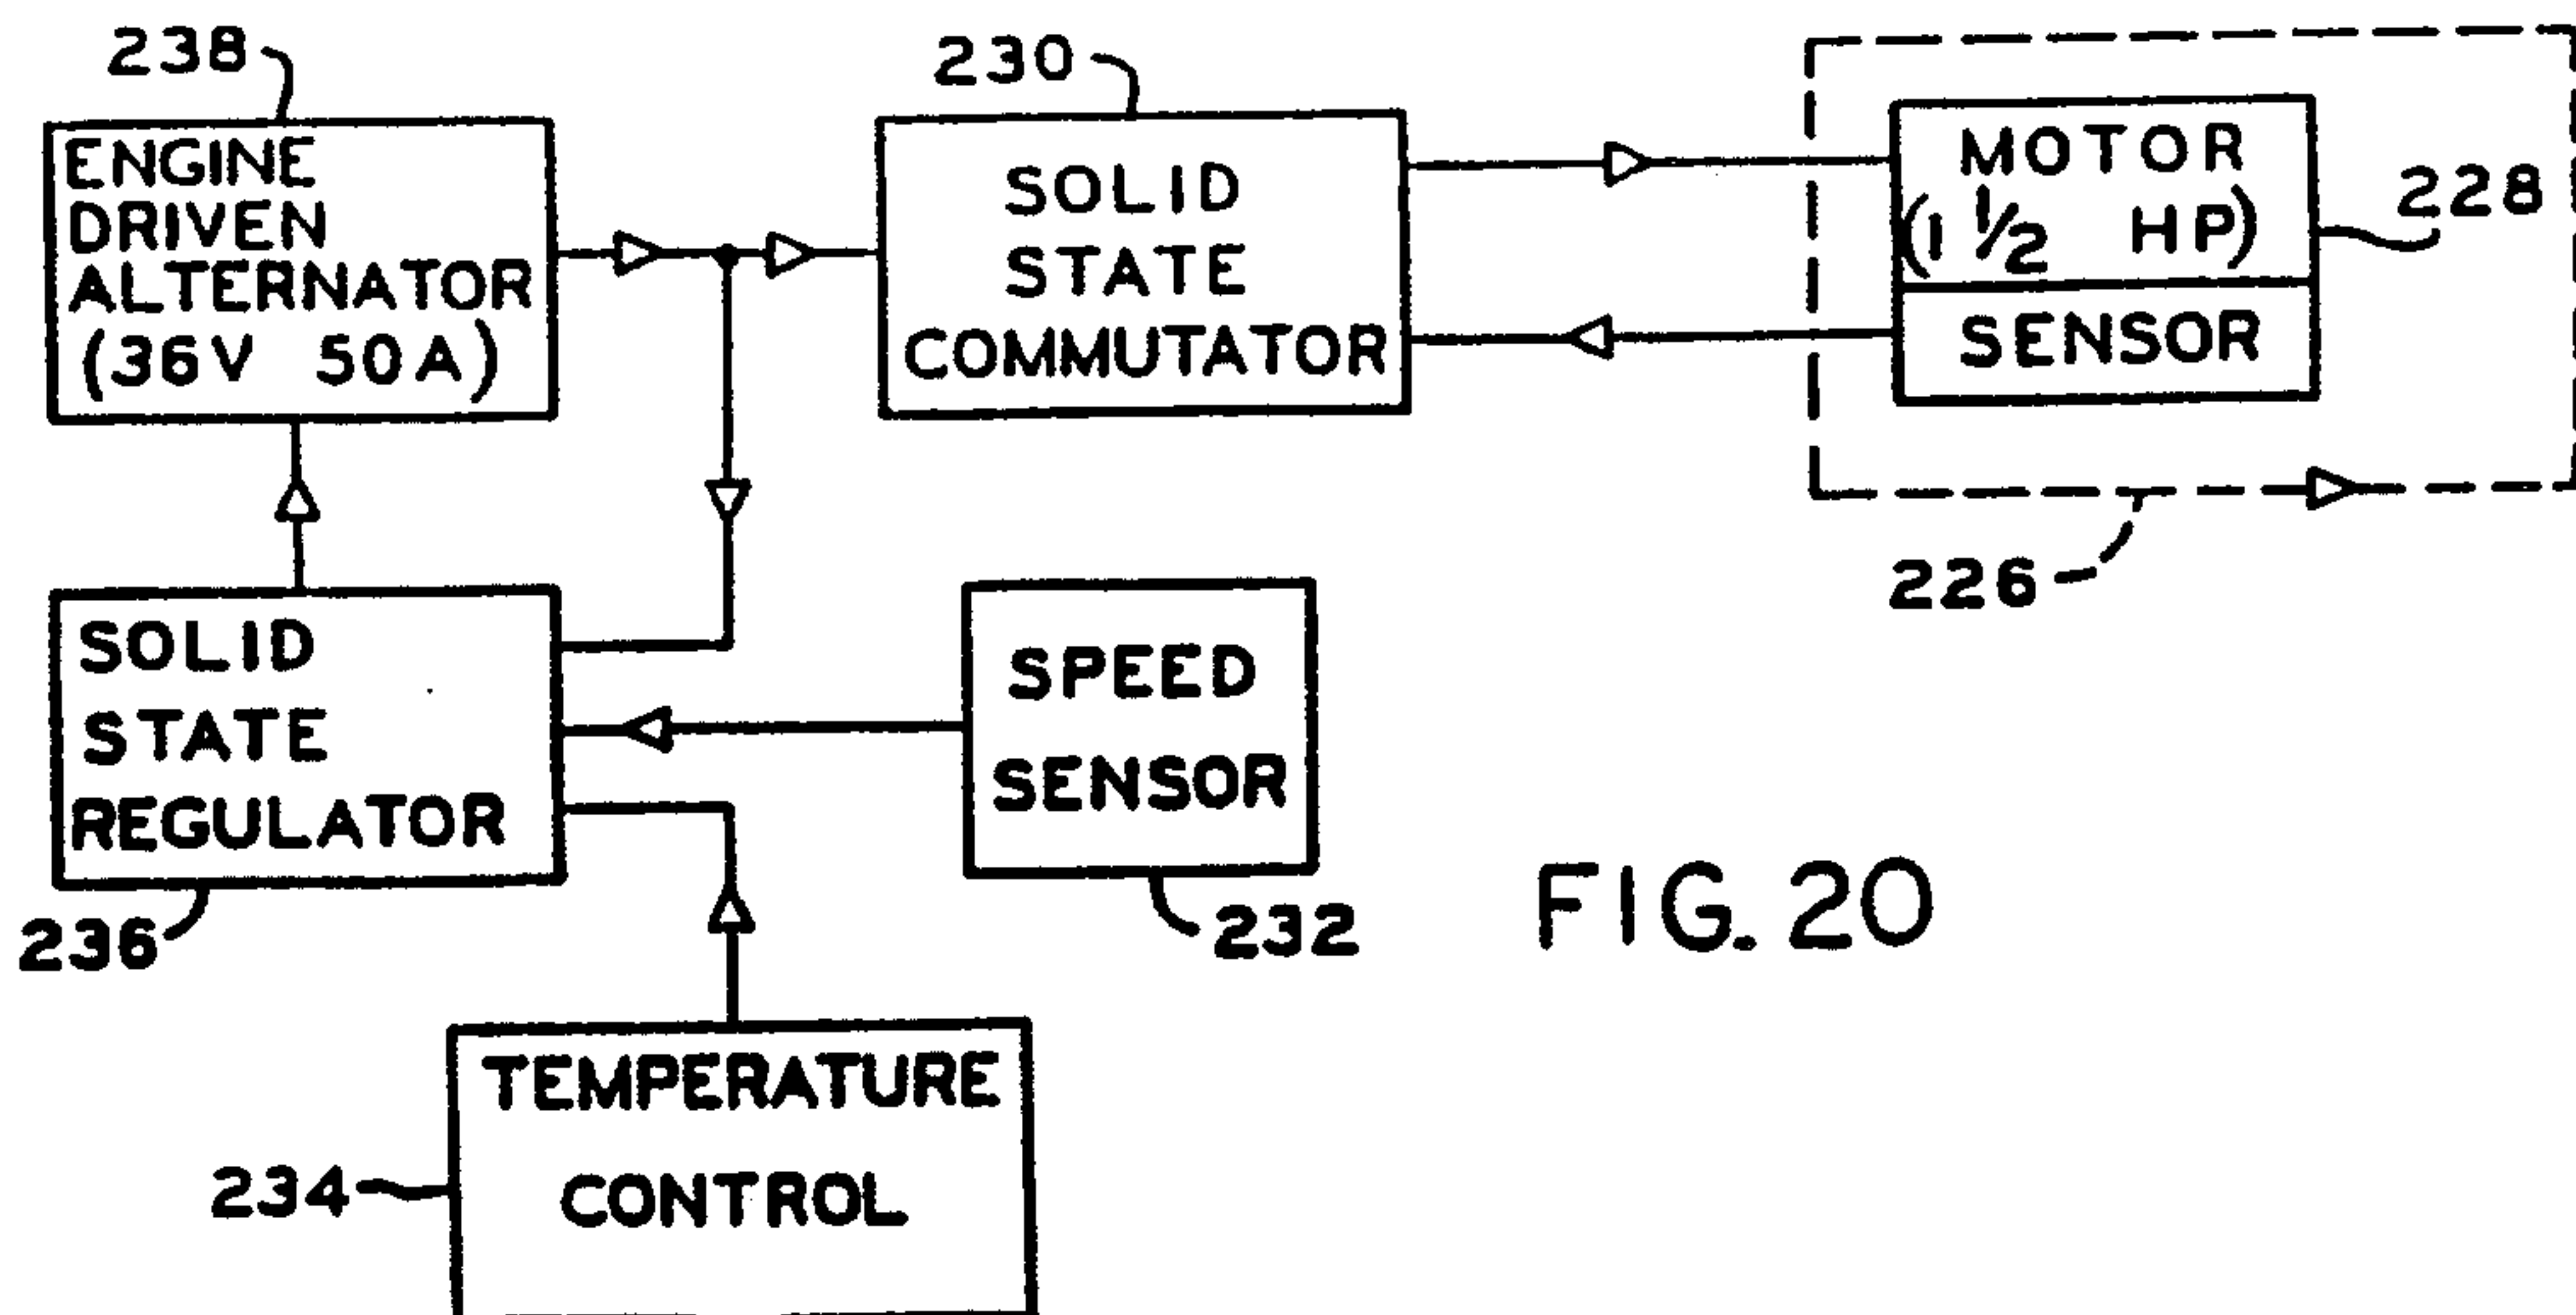 238
ENGINE
DRIVEN
ALTERNATOR
(36V 50A)
230
SOLID
STATE
COMMUTATOR
MOTOR
(1 1/2 HP)
228
SENSOR
226
SOLID
STATE
REGULATOR
236
SPEED
SENSOR
232
TEMPERATURE
CONTROL
234
FIG. 20